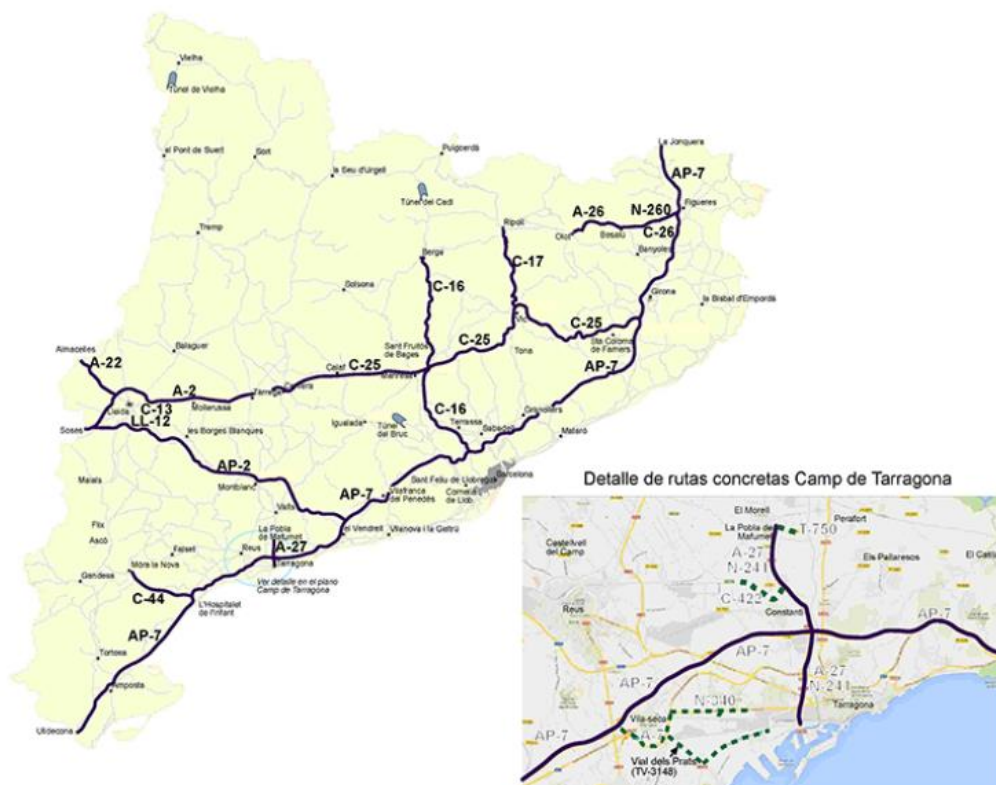 Vielha
Túnel de Vielha
el Pont de Suert
Sort
la Seu d'Urgell
Puigcerdà
Túnel del Cadí
La Jonquera
AP-7
Figueres
A-26
N-260
C-26
Olot
Besalú
Banyoles
Ripoll
C-17
Tremp
Berga
C-16
Solsona
Girona
la Bisbal d'Empordà
Vic
C-25
Sta Coloma
de Farners
Tona
C-25
Sant Fruitós
de Bages
AP-7
Almacelles
A-22
Balaguer
Calaf
C-25
Manresa
Cervera
Tàrrega
A-2
Mollerussa
Lleida
C-13
LL-12
Soses
les Borges Blanques
Igualada
Túnel
del Bruc
C-16
Terrassa
Sabadell
Granollers
Mataró
AP-2
Montblanc
Maials
Valls
AP-7
Vilafranca
del Penedès
Sant Feliu de Llobregat
Barcelona
Cornellà
de Llob.
Vilanova i la Geltrú
el Vendrell
La Pobla
de Mafumet
A-27
Reus
Tarragona
Ver detalle en el plano
Camp de Tarragona
Flix
Ascó
Falset
Móra la Nova
Gandesa
C-44
L'Hospitalet
de l'Infant
AP-7
Tortosa
Amposta
Ulldecona
Detalle de rutas concretas Camp de Tarragona
El Morell
La Pobla de
Mafumet
T-750
Perafort
Castellvell
del Camp
A-27
N-241
Els Pallaresos
El Catl
C-422
Constantí
Reus
AP-7
AP-7
AP-7
A-27
N-241
N-340
Tarragona
Vila-seca
AP-7
A-7
Vial dels Prats
(TV-3148)